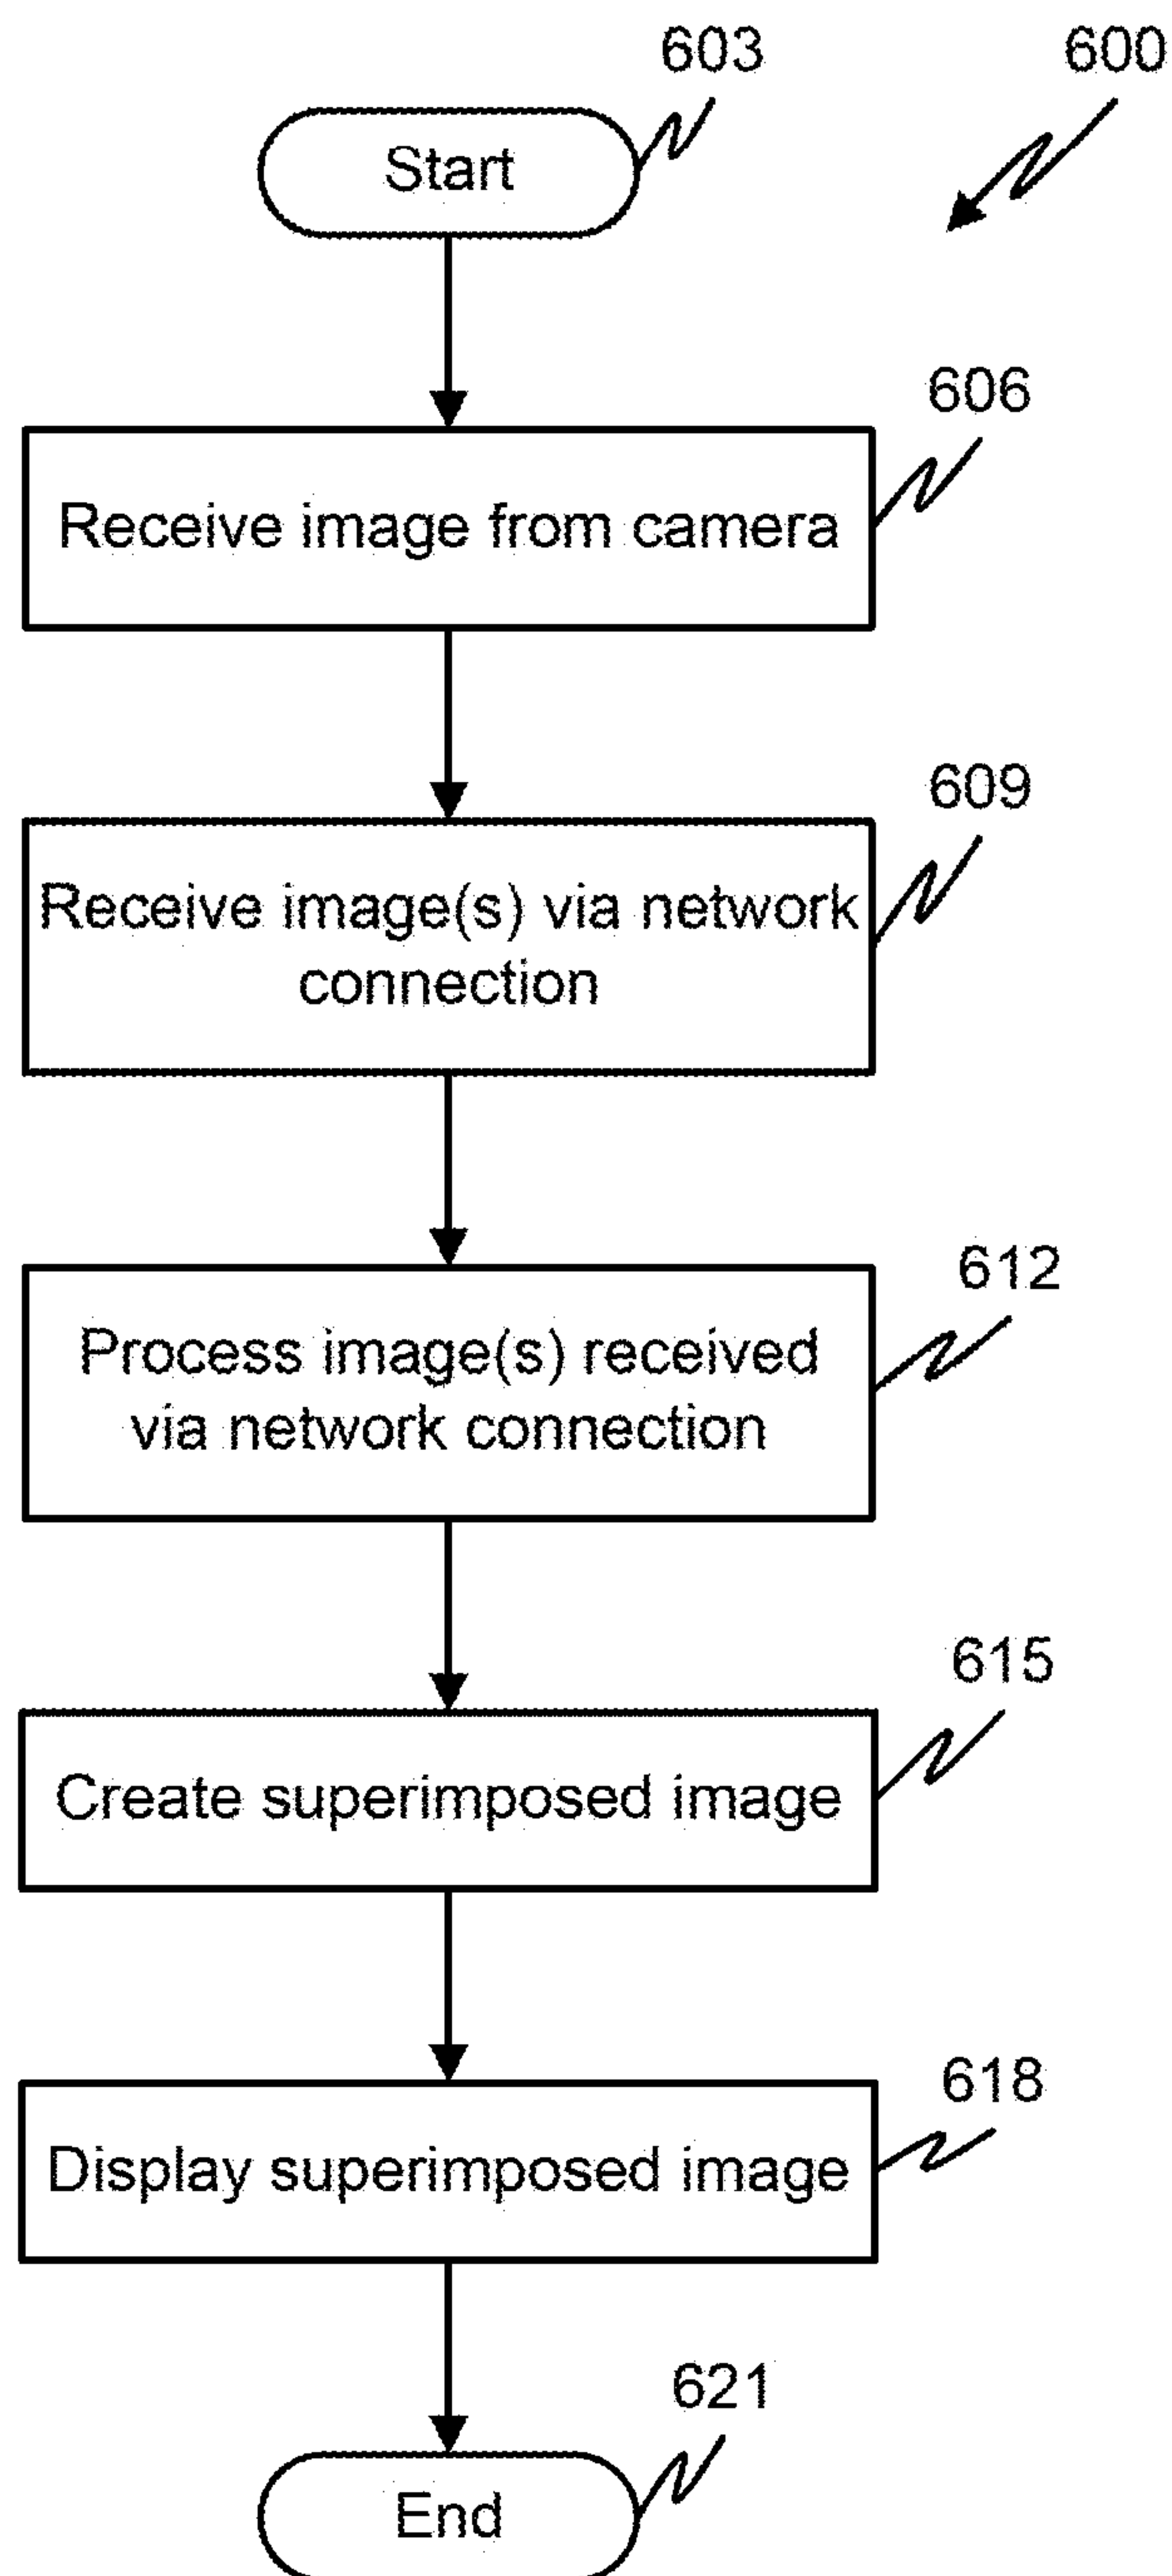 603
600
Start
606
Receive image from camera
609
Receive image(s) via network
connection
612
Process image(s) received
via network connection
615
Create superimposed image
618
Display superimposed image
621
End